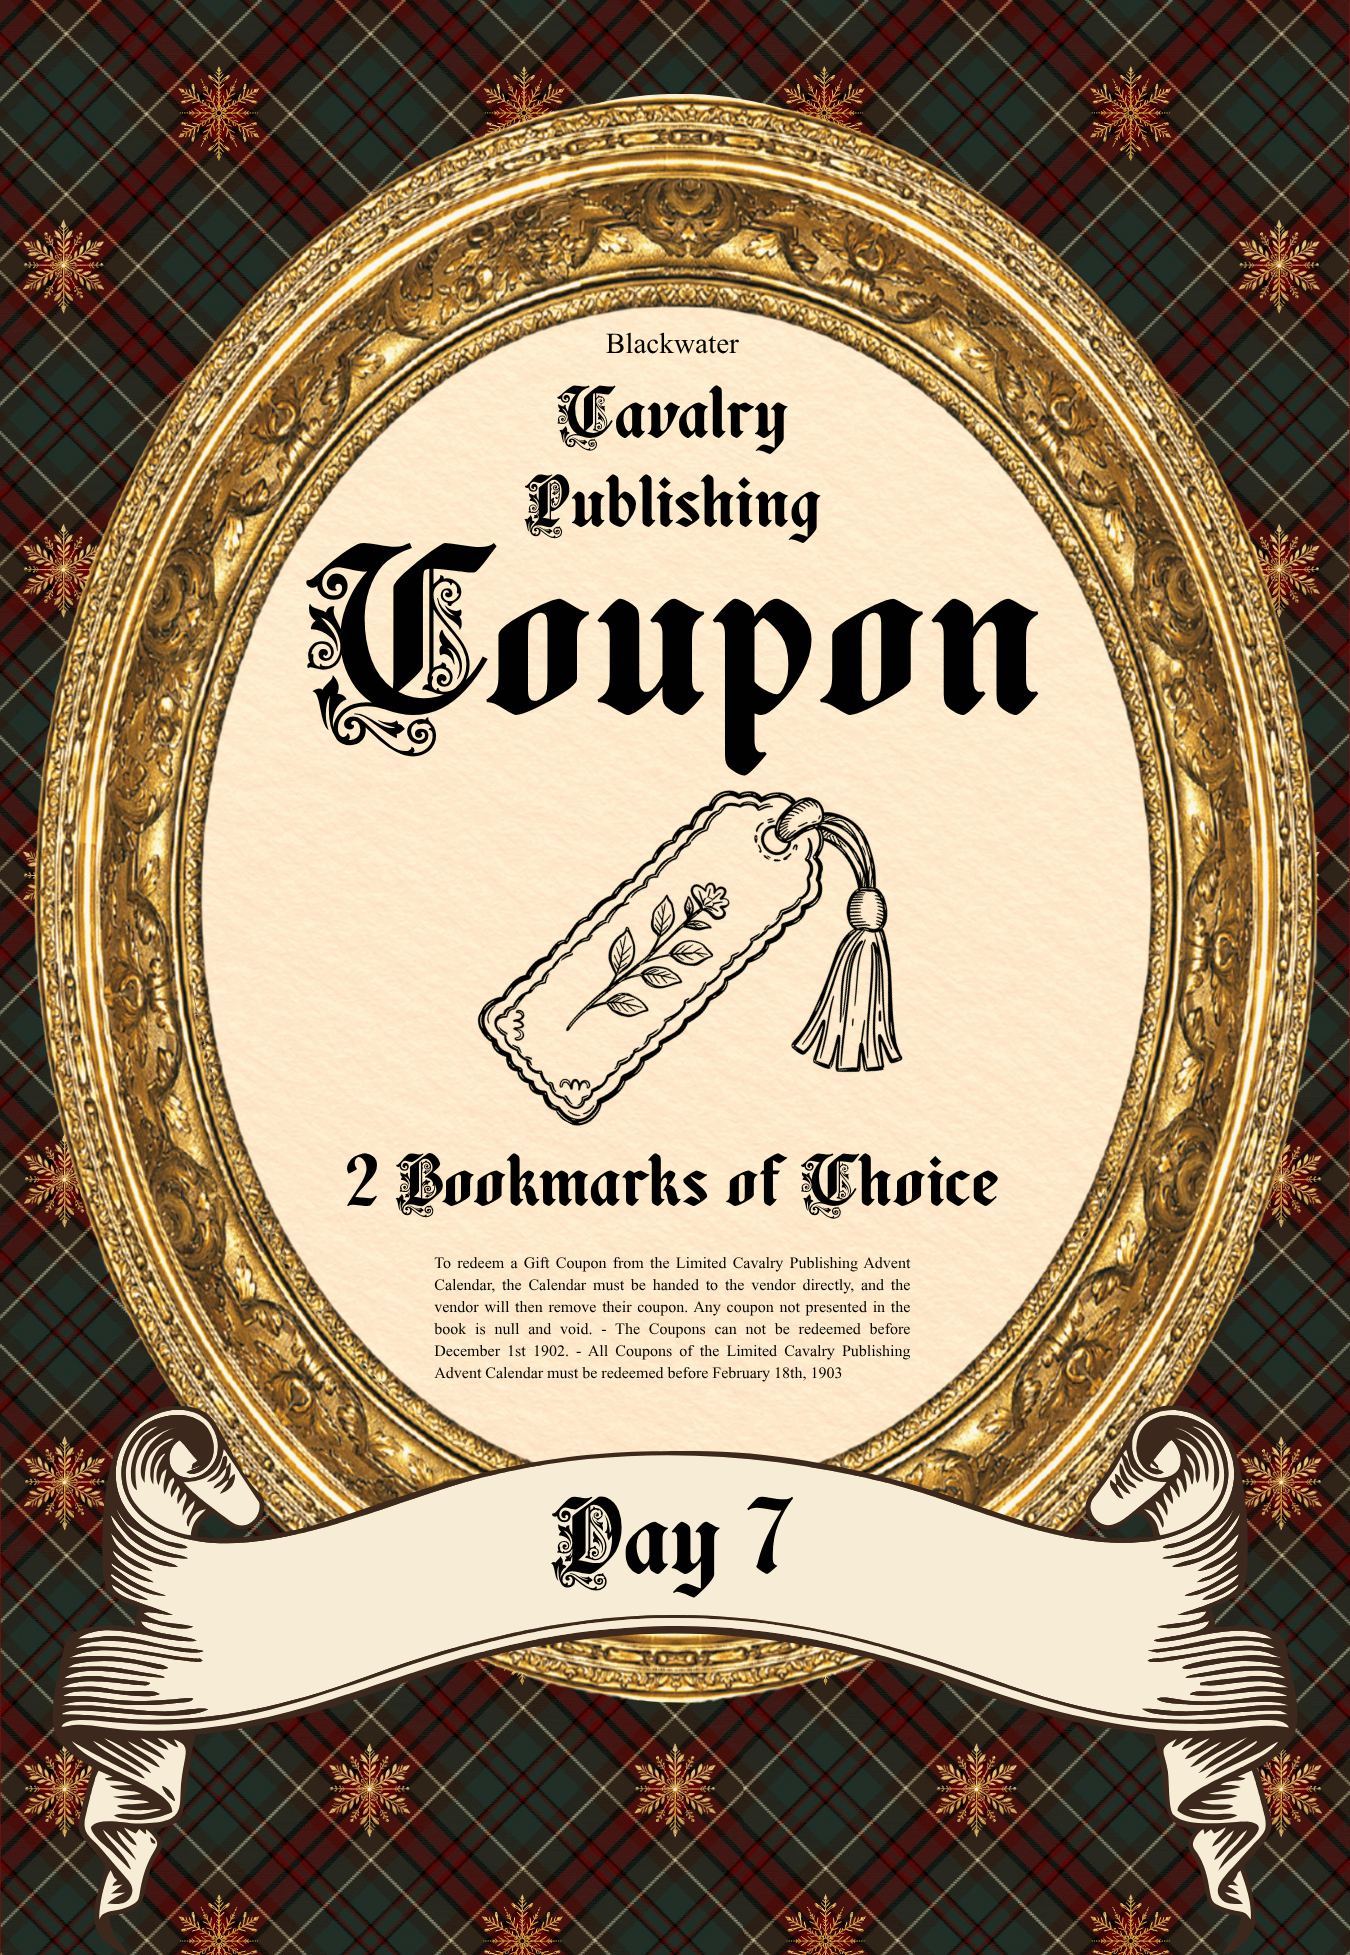 Blackwater
Cavalry
Publishing
Coupon
2 Bookmarks of Choice
To redeem a Gift Coupon from the Limited Cavalry Publishing Advent
Calendar, the Calendar must be handed to the vendor directly, and the
vendor will then remove their coupon. Any coupon not presented in the
book is null and void. - The Coupons can not be redeemed before
December 1st 1902. - All Coupons of the Limited Cavalry Publishing
Advent Calendar must be redeemed before February 18th, 1903
Day 7